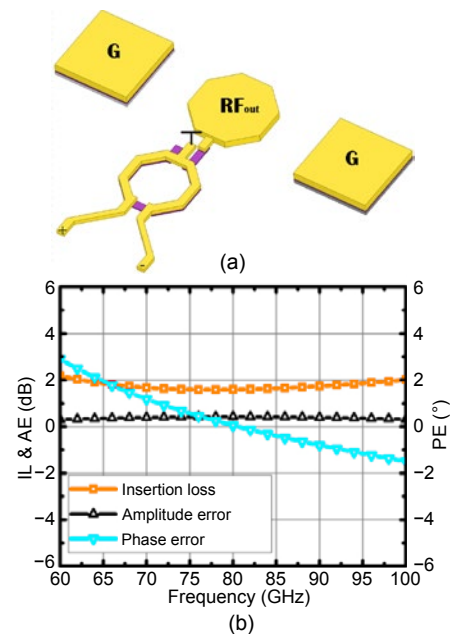 G
RFout
G
(a)
IL & AE (dB)
PE (°)
6
4
2
0
−2
−4
−6
6
4
2
0
−2
−4
−6
Insertion loss
Amplitude error
Phase error
60 65 70 75 80 85 90 95 100
Frequency (GHz)
(b)